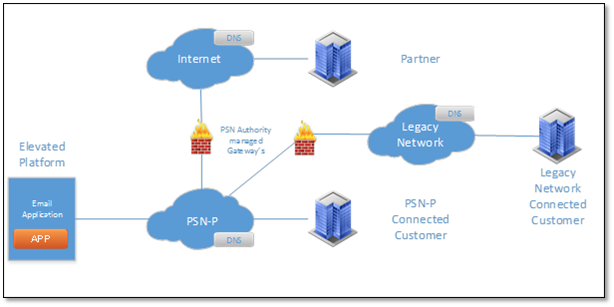 DNS
Internet
Partner
PSN Authority
managed
Gateway's
DNS
Legacy
Network
Elevated
Platform
Email
Application
APP
PSN-P
DNS
PSN-P
Connected
Customer
Legacy
Network
Connected
Customer